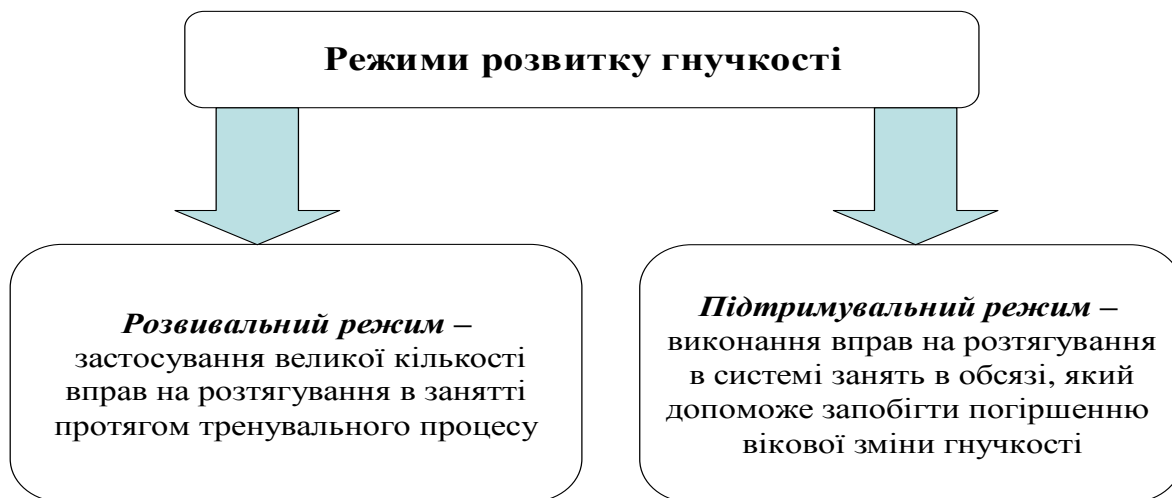 Режими розвитку гнучкості
Розвивальний режим –
застосування великої кількості
вправ на розтягування в занятті
протягом тренувального процесу
Підтримувальний режим –
виконання вправ на розтягування
в системі занять в обсязі, який
допоможе запобігти погіршенню
вікової зміни гнучкості